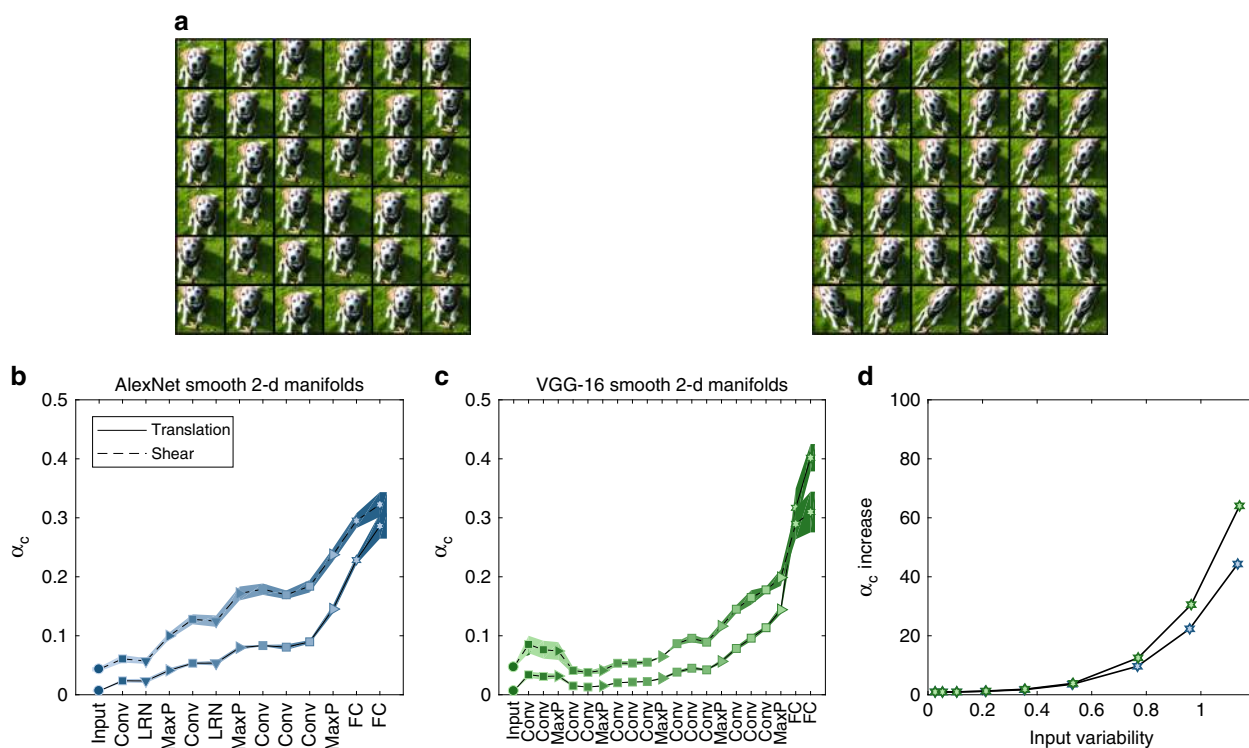 a
b
AlexNet smooth 2-d manifolds
0.5
0.4
0.3
0.2
0.1
0
αc
Translation
Shear
Input
Conv
LRN
MaxP
Conv
LRN
MaxP
Conv
Conv
Conv
MaxP
FC
FC
c
VGG-16 smooth 2-d manifolds
0.5
0.4
0.3
0.2
0.1
0
αc
Input
Conv
Conv
MaxP
Conv
Conv
MaxP
Conv
Conv
Conv
MaxP
Conv
Conv
Conv
MaxP
Conv
Conv
Conv
MaxP
FC
FC
d
100
80
60
40
20
0
αc increase
0
0.2
0.4
0.6
0.8
1
Input variability